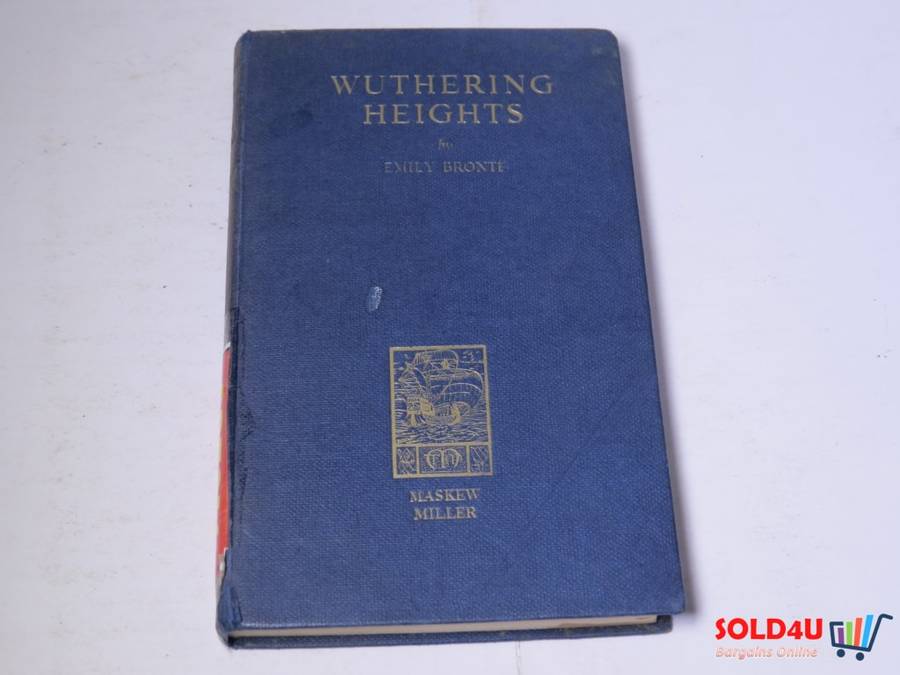 WUTHERING
HEIGHTS
by
EMILY BRONTË
MASKEW
MILLER
SOLD4U
Bargains Online